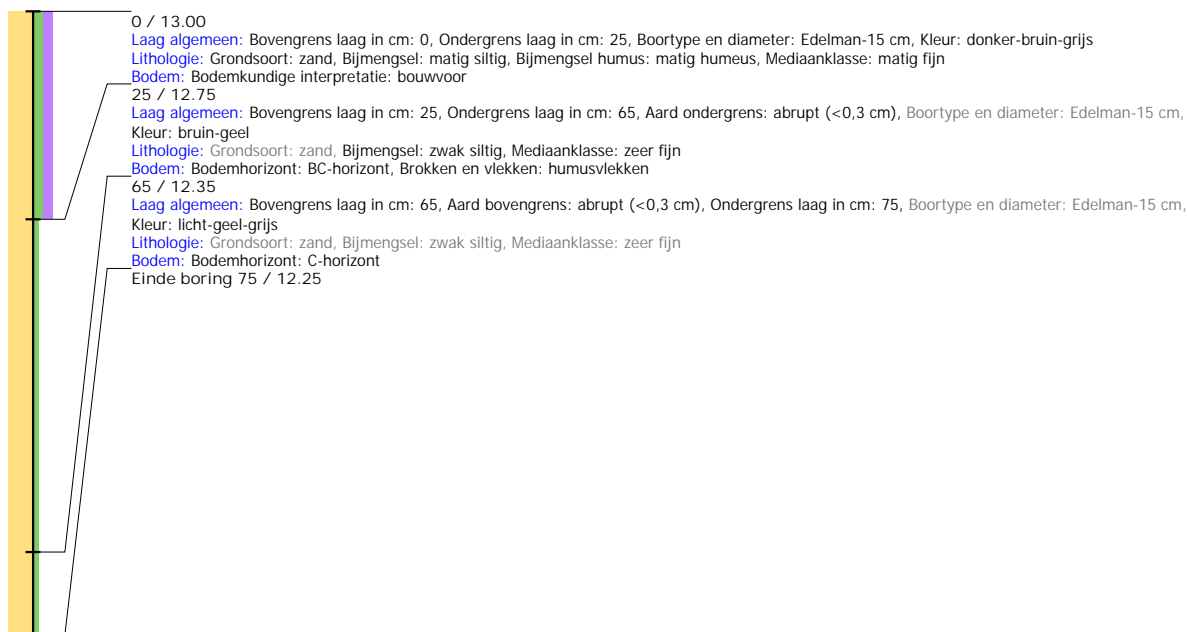 0 / 13.00
Laag algemeen: Bovengrens laag in cm: 0, Ondergrens laag in cm: 25, Boortype en diameter: Edelman-15 cm, Kleur: donker-bruin-grijs
Lithologie: Grondsoort: zand, Bijmengsel: matig siltig, Bijmengsel humus: matig humeus, Mediaanklasse: matig fijn
Bodem: Bodemkundige interpretatie: bouwvoor
25 / 12.75
Laag algemeen: Bovengrens laag in cm: 25, Ondergrens laag in cm: 65, Aard ondergrens: abrupt (<0,3 cm), Boortype en diameter: Edelman-15 cm,
Kleur: bruin-geel
Lithologie: Grondsoort: zand, Bijmengsel: zwak siltig, Mediaanklasse: zeer fijn
Bodem: Bodemhorizont: BC-horizont, Brokken en vlekken: humusvlekken
65 / 12.35
Laag algemeen: Bovengrens laag in cm: 65, Aard bovengrens: abrupt (<0,3 cm), Ondergrens laag in cm: 75, Boortype en diameter: Edelman-15 cm,
Kleur: licht-geel-grijs
Lithologie: Grondsoort: zand, Bijmengsel: zwak siltig, Mediaanklasse: zeer fijn
Bodem: Bodemhorizont: C-horizont
Einde boring 75 / 12.25